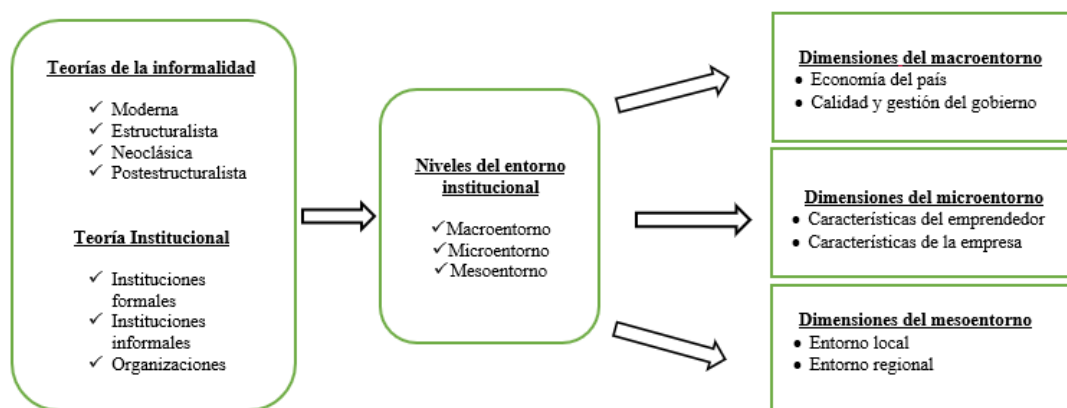 Teorías de la informalidad
✓ Moderna
✓ Estructuralista
✓ Neoclásica
✓ Postestructuralista
Teoría Institucional
✓ Instituciones
formales
✓ Instituciones
informales
✓ Organizaciones
Niveles del entorno
institucional
✓ Macroentorno
✓ Microentorno
✓ Mesoentorno
Dimensiones del macroentorno
● Economía del país
● Calidad y gestión del gobierno
Dimensiones del microentorno
● Características del emprendedor
● Características de la empresa
Dimensiones del mesoentorno
● Entorno local
● Entorno regional